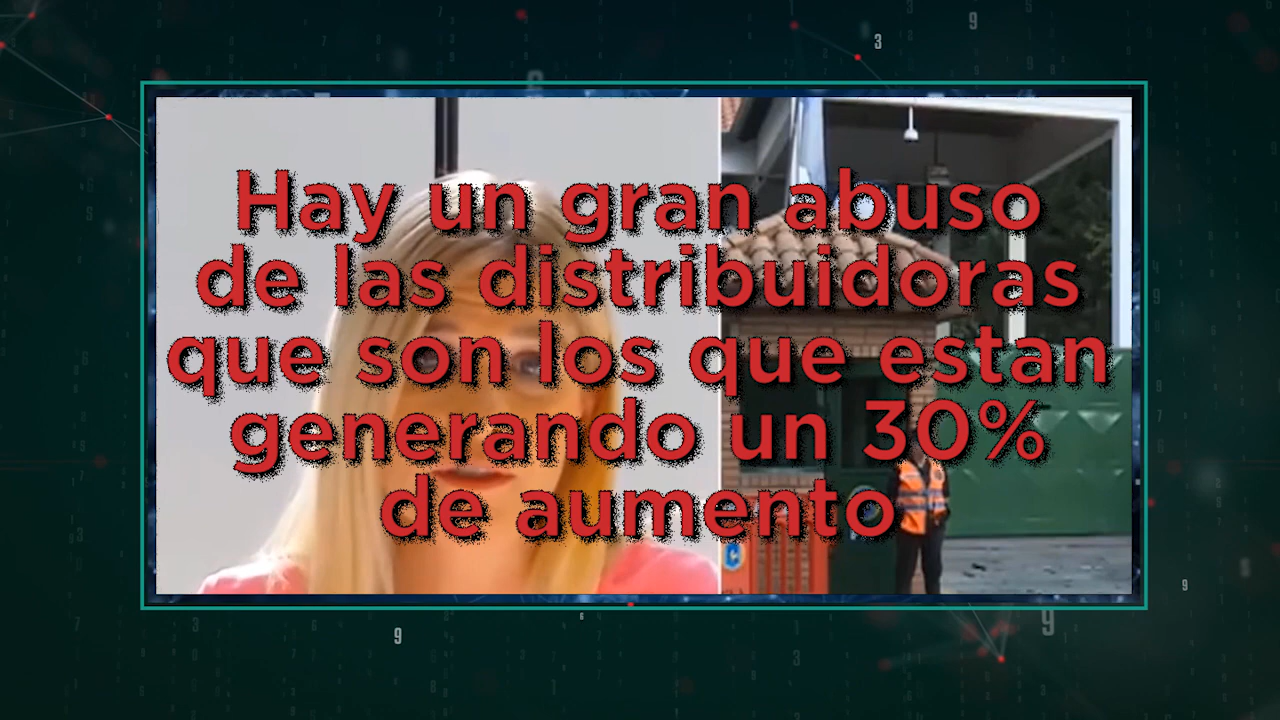 Hay un gran abuso
de las distribuidoras
que son los que estan
generando un 30%
de aumento